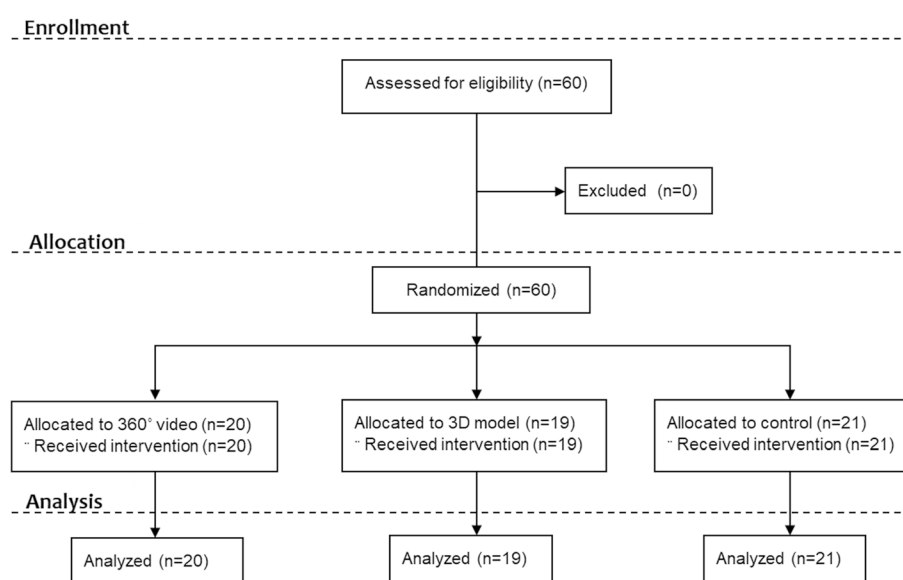 Enrollment
Assessed for eligibility (n=60)
Excluded (n=0)
Allocation
Randomized (n=60)
Allocated to 360° video (n=20)
¨ Received intervention (n=20)
Allocated to 3D model (n=19)
¨ Received intervention (n=19)
Allocated to control (n=21)
¨ Received intervention (n=21)
Analysis
Analyzed (n=20)
Analyzed (n=19)
Analyzed (n=21)